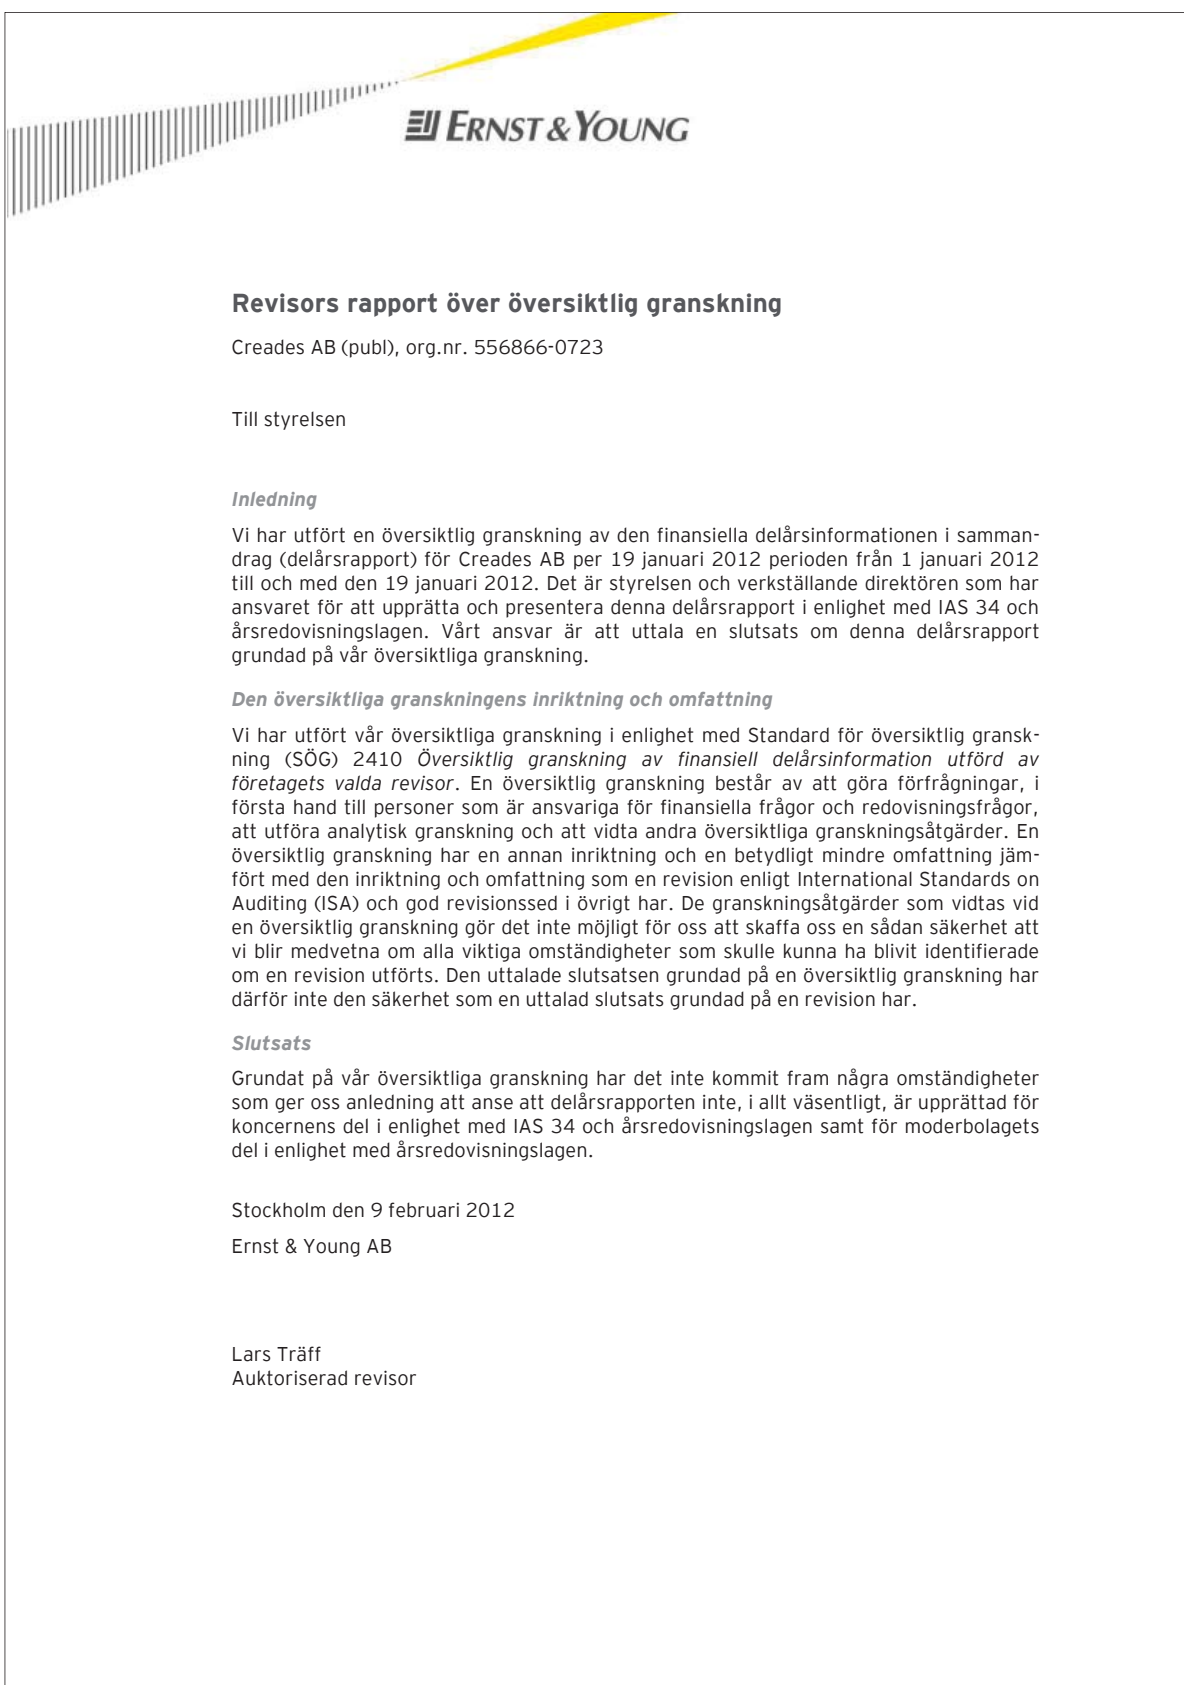 ERNST & YOUNG
Revisors rapport över översiktlig granskning
Creades AB (publ), org.nr. 556866-0723
Till styrelsen
Inledning
Vi har utfört en översiktlig granskning av den finansiella delårsinformationen i samman-
drag (delårsrapport) för Creades AB per 19 januari 2012 perioden från 1 januari 2012
till och med den 19 januari 2012. Det är styrelsen och verkställande direktören som har
ansvaret för att upprätta och presentera denna delårsrapport i enlighet med IAS 34 och
årsredovisningslagen. Vårt ansvar är att uttala en slutsats om denna delårsrapport
grundad på vår översiktliga granskning.
Den översiktliga granskningens inriktning och omfattning
Vi har utfört vår översiktliga granskning i enlighet med Standard för översiktlig gransk-
ning (SÖG) 2410 Översiktlig granskning av finansiell delårsinformation utförd av
företagets valda revisor. En översiktlig granskning består av att göra förfrågningar, i
första hand till personer som är ansvariga för finansiella frågor och redovisningsfrågor,
att utföra analytisk granskning och att vidta andra översiktliga granskningsåtgärder. En
översiktlig granskning har en annan inriktning och en betydligt mindre omfattning jäm-
fört med den inriktning och omfattning som en revision enligt International Standards on
Auditing (ISA) och god revisionssed i övrigt har. De granskningsåtgärder som vidtas vid
en översiktlig granskning gör det inte möjligt för oss att skaffa oss en sådan säkerhet att
vi blir medvetna om alla viktiga omständigheter som skulle kunna ha blivit identifierade
om en revision utförts. Den uttalade slutsatsen grundad på en översiktlig granskning har
därför inte den säkerhet som en uttalad slutsats grundad på en revision har.
Slutsats
Grundat på vår översiktliga granskning har det inte kommit fram några omständigheter
som ger oss anledning att anse att delårsrapporten inte, i allt väsentligt, är upprättad för
koncernens del i enlighet med IAS 34 och årsredovisningslagen samt för moderbolagets
del i enlighet med årsredovisningslagen.
Stockholm den 9 februari 2012
Ernst & Young AB
Lars Träff
Auktoriserad revisor